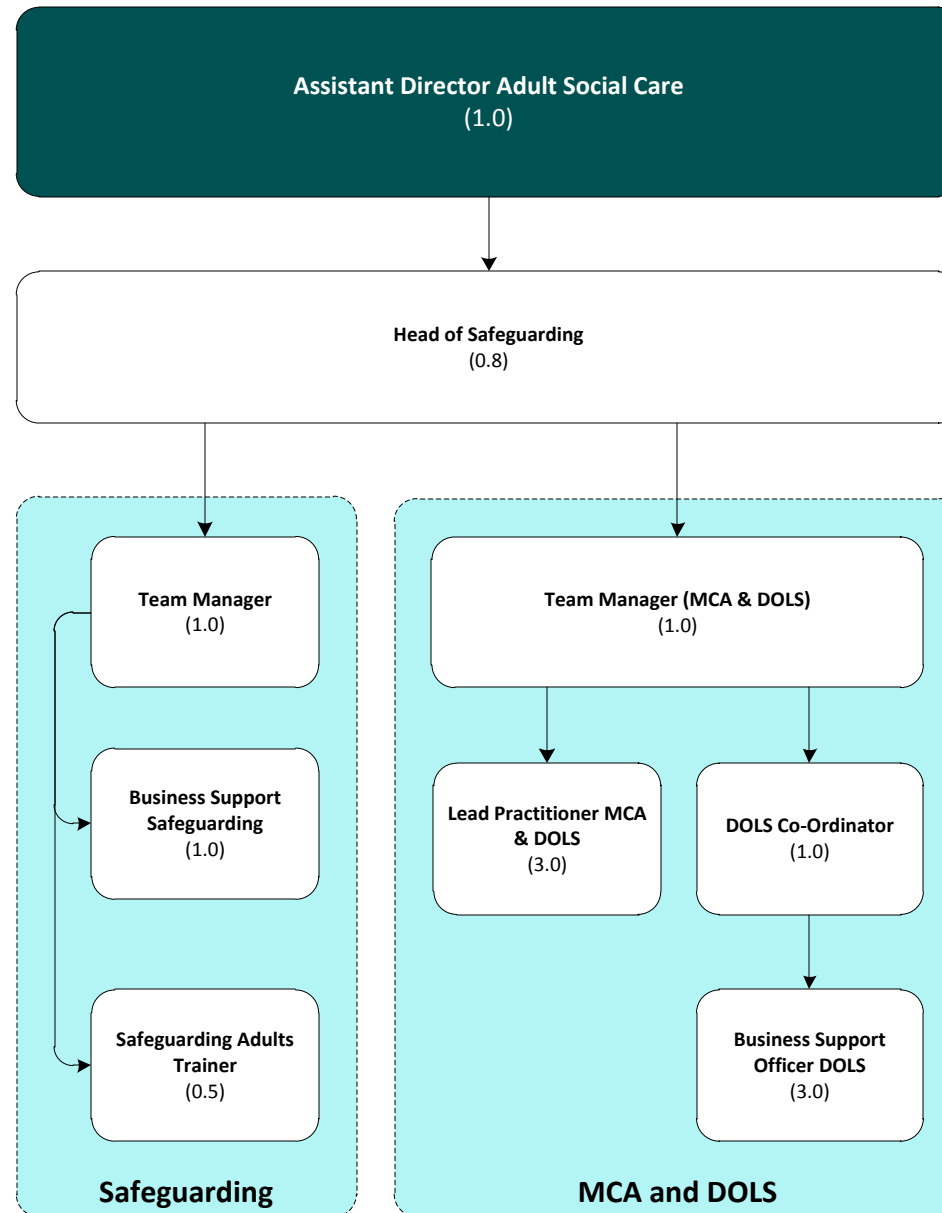 Assistant Director Adult Social Care
(1.0)
Head of Safeguarding
(0.8)
Team Manager
(1.0)
Business Support
Safeguarding
(1.0)
Safeguarding Adults
Trainer
(0.5)
Safeguarding
Team Manager (MCA & DOLS)
(1.0)
Lead Practitioner MCA
& DOLS
(3.0)
DOLS Co-Ordinator
(1.0)
Business Support
Officer DOLS
(3.0)
MCA and DOLS